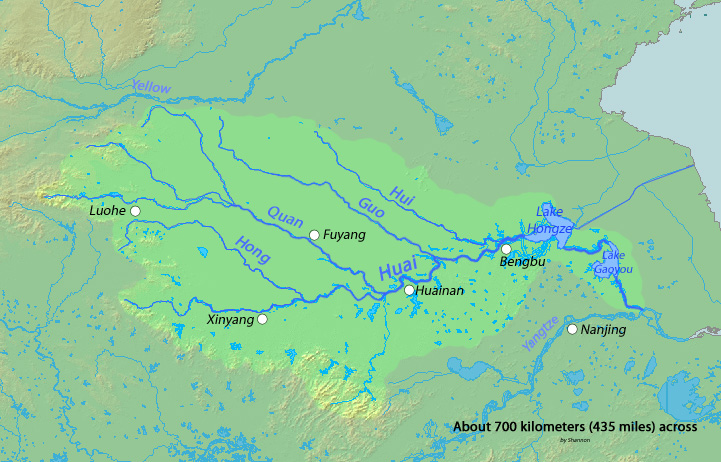 Yellow
Hui
Guo
Luohe
Quan
Lake
Hongze
Fuyang
Hong
Bengbu
Lake
Gaoyou
Huai
Huainan
Xinyang
Yangtze
Nanjing
About 700 kilometers (435 miles) across
by Shannon